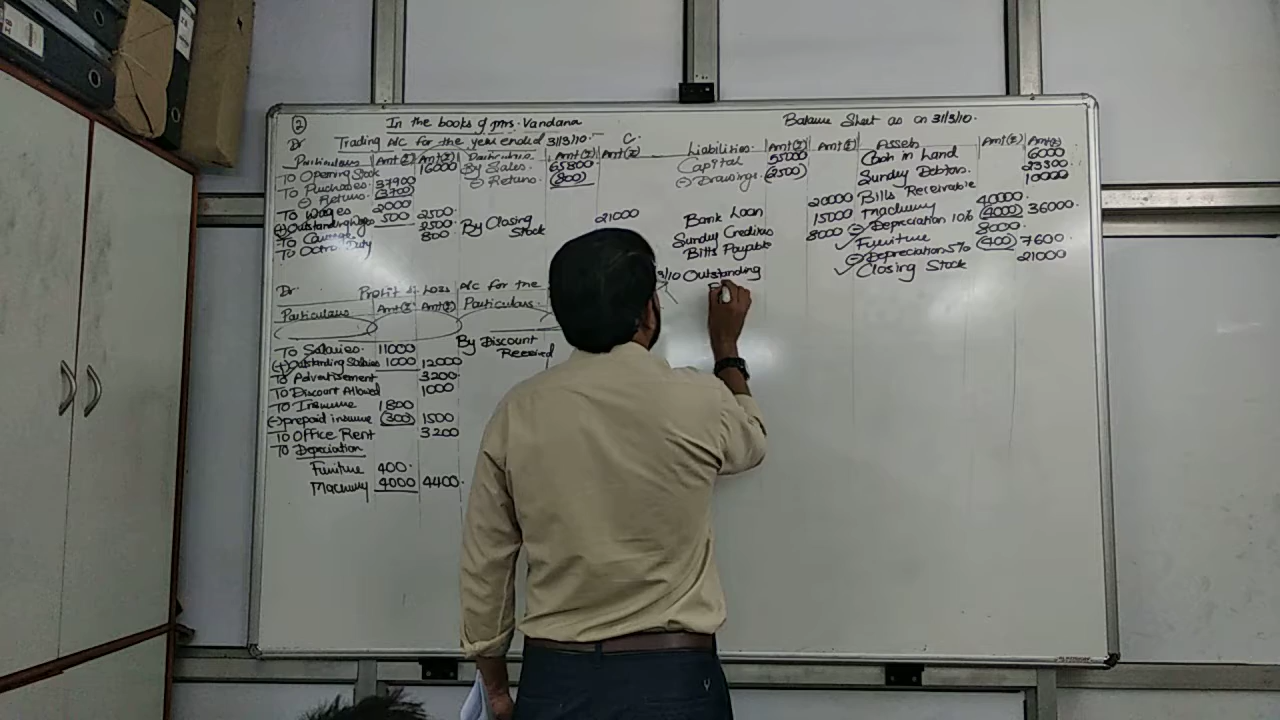 ② In the books of Mrs. Vandana
Dr Trading A/C for the year ended 31/3/10. C
Particulars Amt(₹) Amt(₹) Particulars Amt(₹) Amt(₹)
To Opening Stock 16000 By Sales 65800
To Purchases 37900 (-) Return (800)
(-) Return (3700)
To Wages 2000
(+) Outstanding Wages 500 2500 By Closing Stock 21000
To Carriage 2500
To Octroi Duty 800
Dr Profit & Loss A/C for the
Particulars Amt(₹) Amt(₹) Particulars
To Salaries 11000 By Discount Received
(+) Outstanding Salaries 1000 12000
To Advertisement 3200
To Discount Allowed 1000
To Insurance 1800
(-) prepaid insurance (300) 1500
To Office Rent 3200
To Depreciation
Furniture 400
Machinery 4000 4400
Balance Sheet as on 31/3/10.
Liabilities Amt(₹) Amt(₹) Assets Amt(₹) Amt(₹)
Capital 55000 Cash in Hand 6000
(-) Drawings (2500) Sundry Debtors 23300
Bills Receivable 10000
Bank Loan 20000 Machinery 40000
Sundry Creditors 15000 (-) Depreciation 10% (4000) 36000
Bills Payable 8000 Furniture 8000
(-) Depreciation 5% (400) 7600
Outstanding Closing Stock 21000